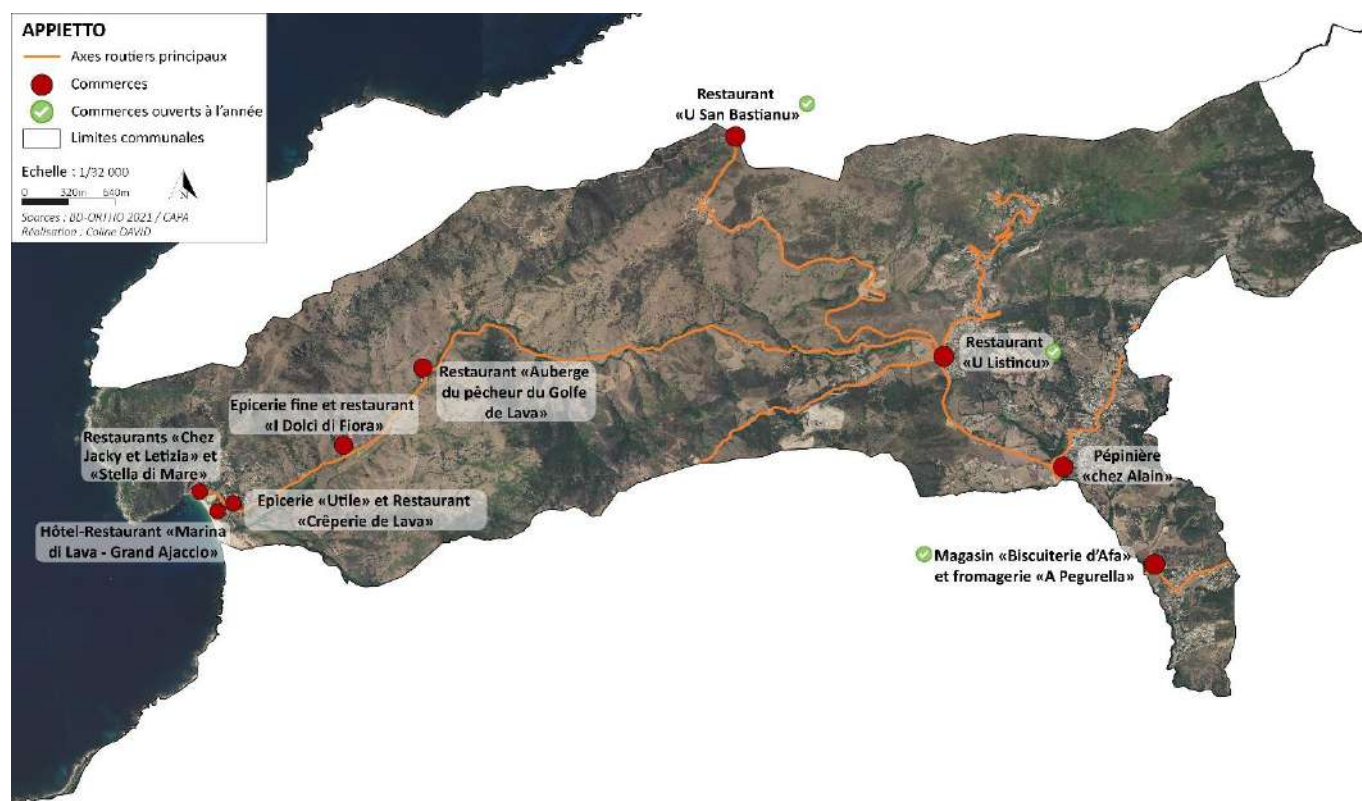 APPIETTO
Axes routiers principaux
Commerces
Commerces ouverts à l'année
Limites communales
Echelle : 1/32 000
0 320m 640m
N
Sources : BD-ORTHO 2021 / CAPA
Réalisation : Coline DAVID
Restaurant
«U San Bastianu»
Restaurant
«U Listincu»
Restaurant «Auberge
du pêcheur du Golfe
de Lava»
Epicerie fine et restaurant
«I Dolci di Fiora»
Restaurants «Chez
Jacky et Letizia» et
«Stella di Mare»
Epicerie «Utile» et Restaurant
«Crêperie de Lava»
Hôtel-Restaurant «Marina
di Lava - Grand Ajaccio»
Pépinière
«chez Alain»
Magasin «Biscuiterie d'Afa»
et fromagerie «A Pegurella»